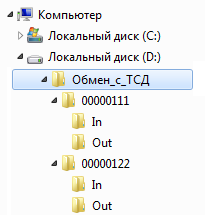 Компьютер
Локальный диск (C:)
Локальный диск (D:)
Обмен_с_ТСД
00000111
In
Out
00000122
In
Out